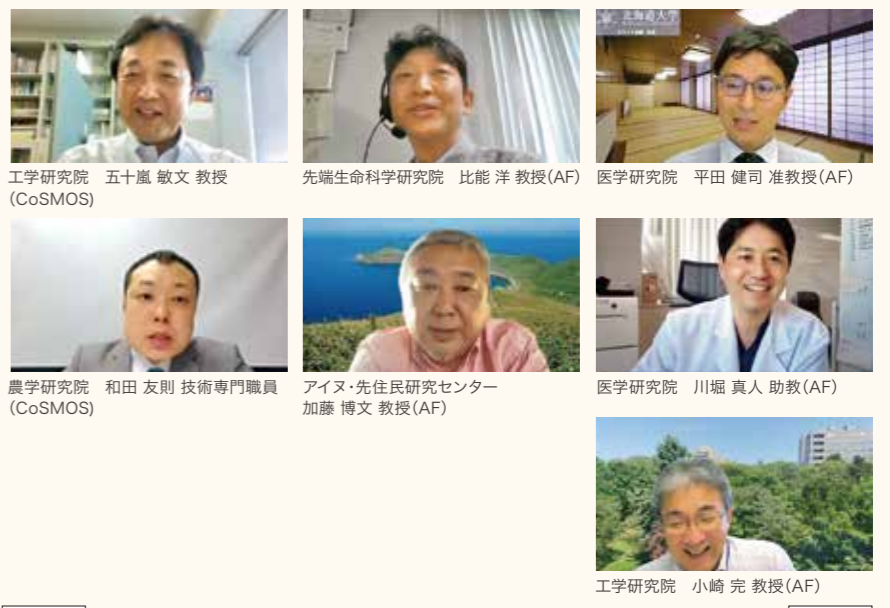 北海道大学
工学研究院　五十嵐 敏文 教授
(CoSMOS)
先端生命科学研究院　比能 洋 教授(AF)
医学研究院　平田 健司 准教授(AF)
農学研究院　和田 友則 技術専門職員
(CoSMOS)
アイヌ・先住民研究センター
加藤 博文 教授(AF)
医学研究院　川堀 真人 助教(AF)
工学研究院　小崎 完 教授(AF)